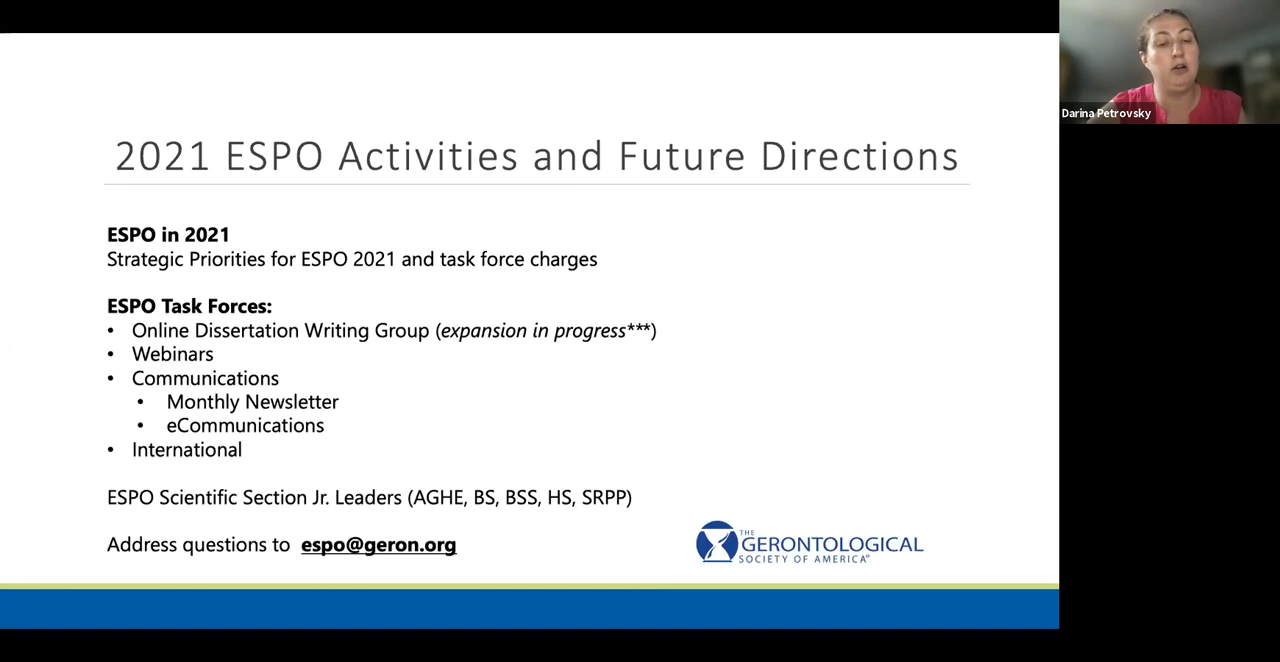 2021 ESPO Activities and Future Directions
ESPO in 2021
Strategic Priorities for ESPO 2021 and task force charges
ESPO Task Forces:
• Online Dissertation Writing Group (expansion in progress***)
• Webinars
• Communications
• Monthly Newsletter
• eCommunications
• International
ESPO Scientific Section Jr. Leaders (AGHE, BS, BSS, HS, SRPP)
Address questions to espo@geron.org
THE
GERONTOLOGICAL
SOCIETY OF AMERICA®
Darina Petrovsky